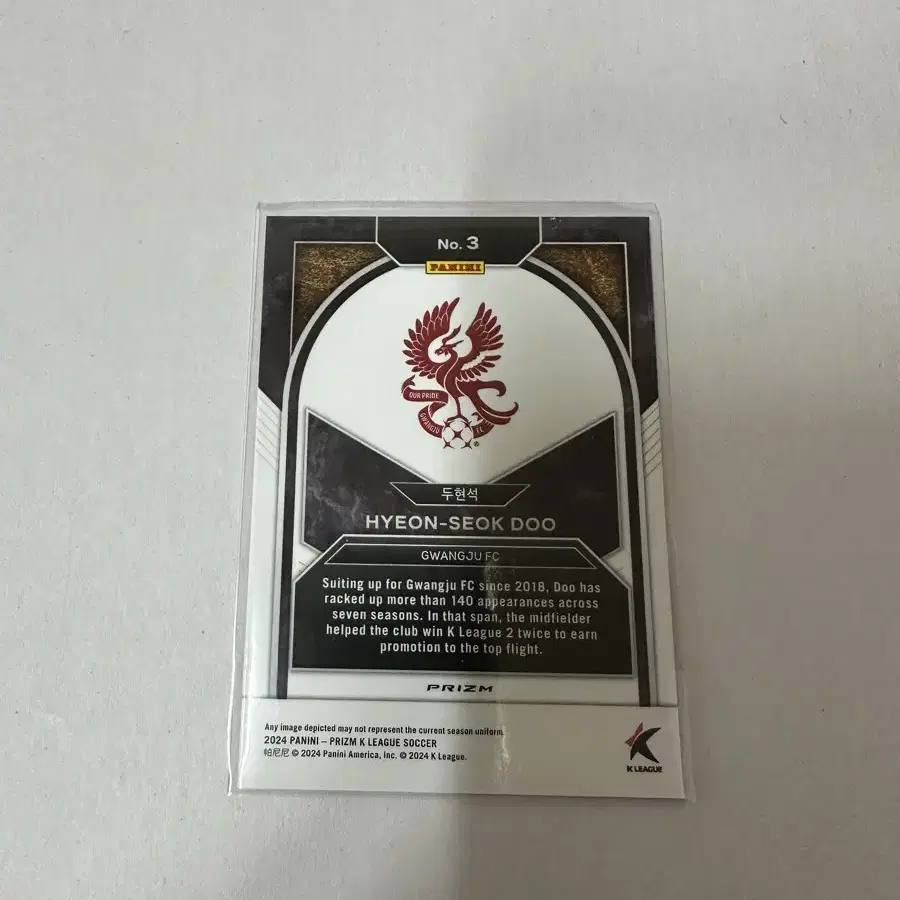 No. 3
PANINI
OUR PRIDE
GWANGJU FC
두현석
HYEON-SEOK DOO
GWANGJU FC
Suiting up for Gwangju FC since 2018, Doo has
racked up more than 140 appearances across
seven seasons. In that span, the midfielder
helped the club win K League 2 twice to earn
promotion to the top flight.
PRIZM
Any image depicted may not represent the current season uniform.
2024 PANINI – PRIZM K LEAGUE SOCCER
帕尼尼 © 2024 Panini America, Inc. © 2024 K League.
K LEAGUE